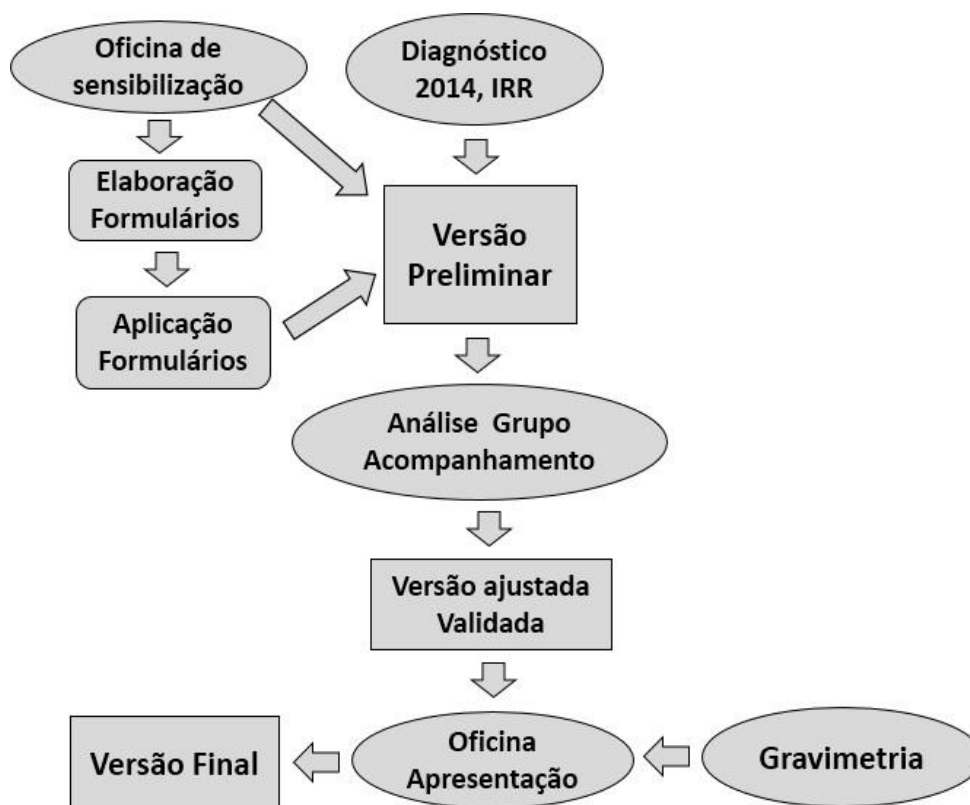 Oficina de
sensibilização
Diagnóstico
2014, IRR
Elaboração
Formulários
Versão
Preliminar
Aplicação
Formulários
Análise Grupo
Acompanhamento
Versão ajustada
Validada
Versão Final
Oficina
Apresentação
Gravimetria